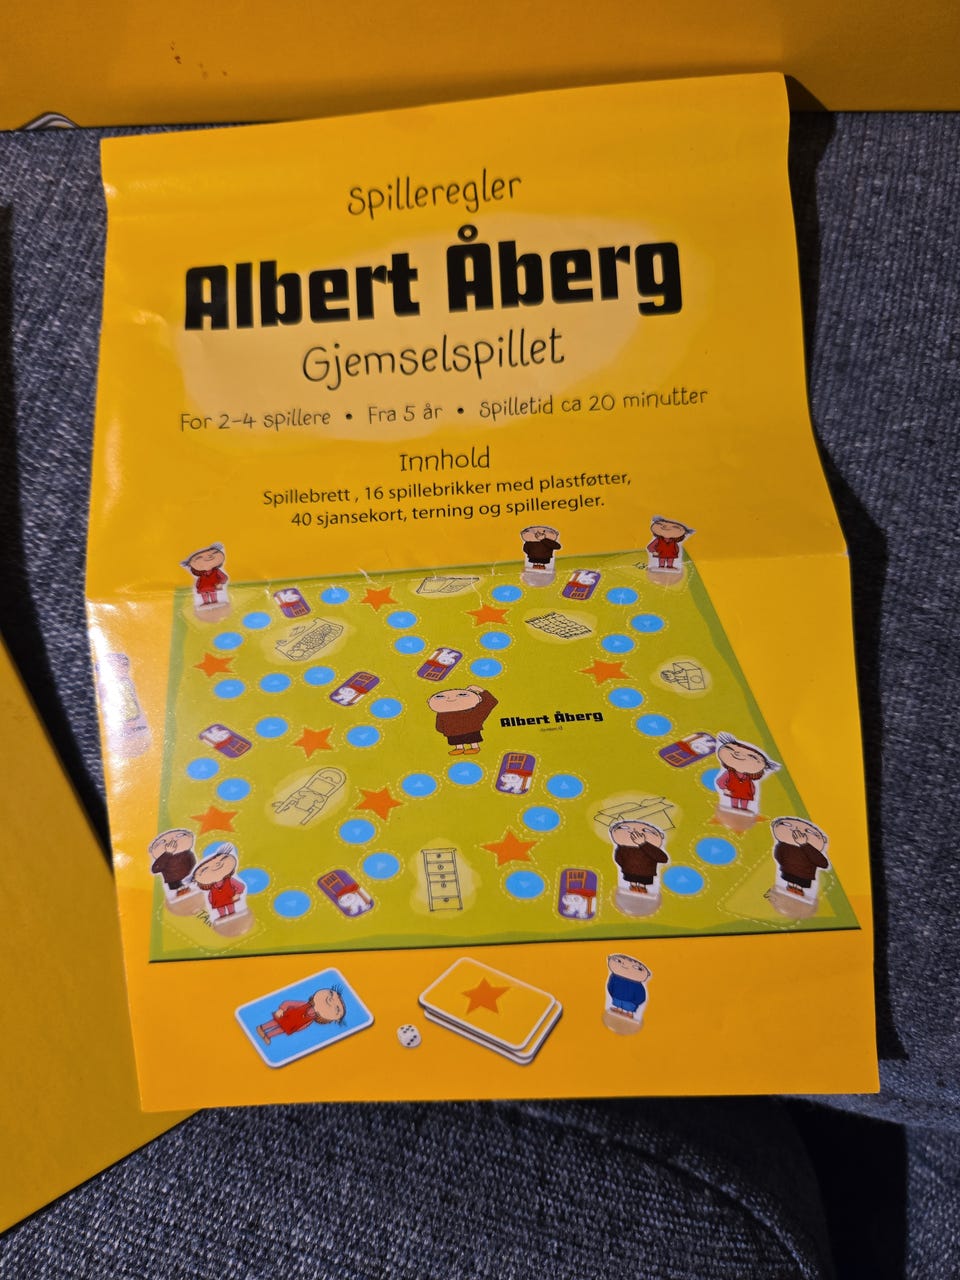 Spilleregler
Albert Åberg
Gjemselspillet
For 2-4 spillere • Fra 5 år • Spilletid ca 20 minutter
Innhold
Spillebrett , 16 spillebrikker med plastføtter,
40 sjansekort, terning og spilleregler.
Albert Åberg